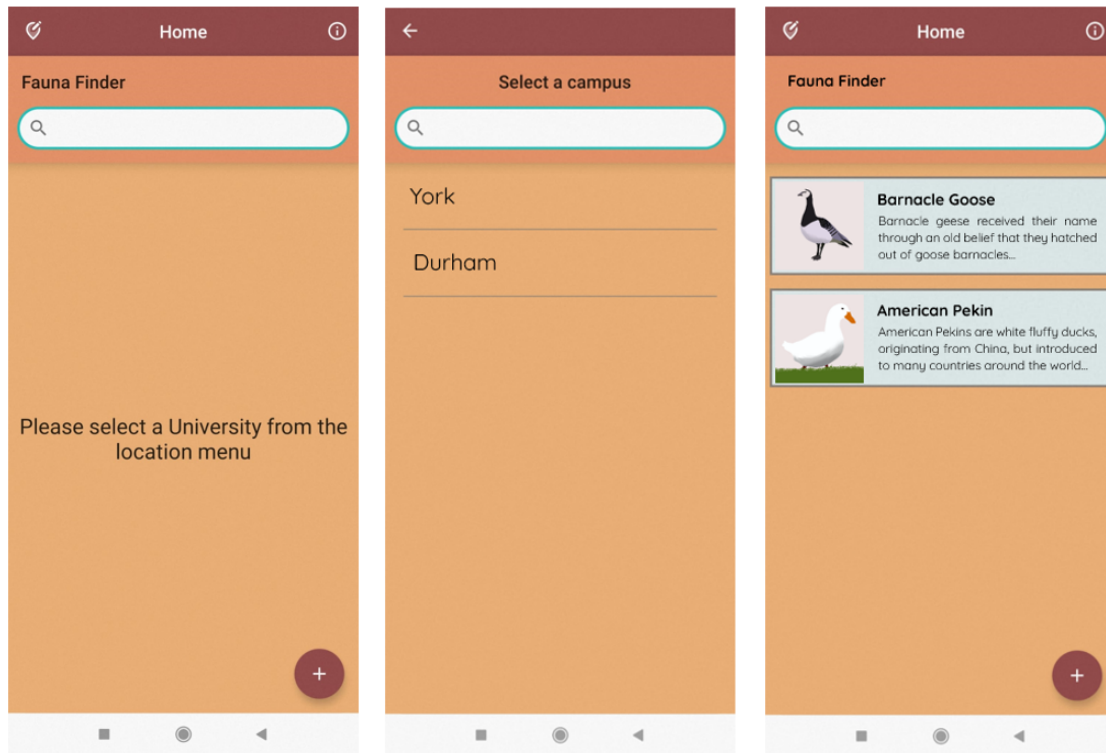 Home
Fauna Finder
Please select a University from the
location menu
Select a campus
York
Durham
Home
Fauna Finder
Barnacle Goose
Barnacle geese received their name
through an old belief that they hatched
out of goose barnacles...
American Pekin
American Pekins are white fluffy ducks,
originating from China, but introduced
to many countries around the world...